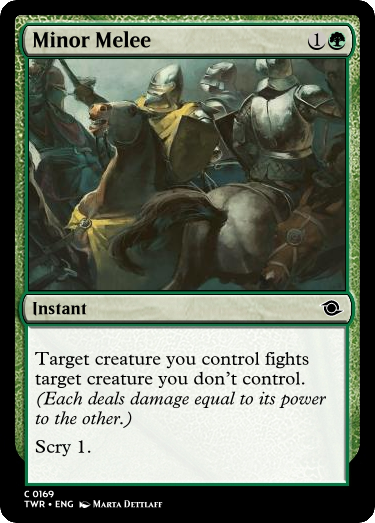 Minor Melee 1
Instant
Target creature you control fights
target creature you don't control.
(Each deals damage equal to its power
to the other.)
Scry 1.
C 0169
TWR • ENG Marta Dettlaff